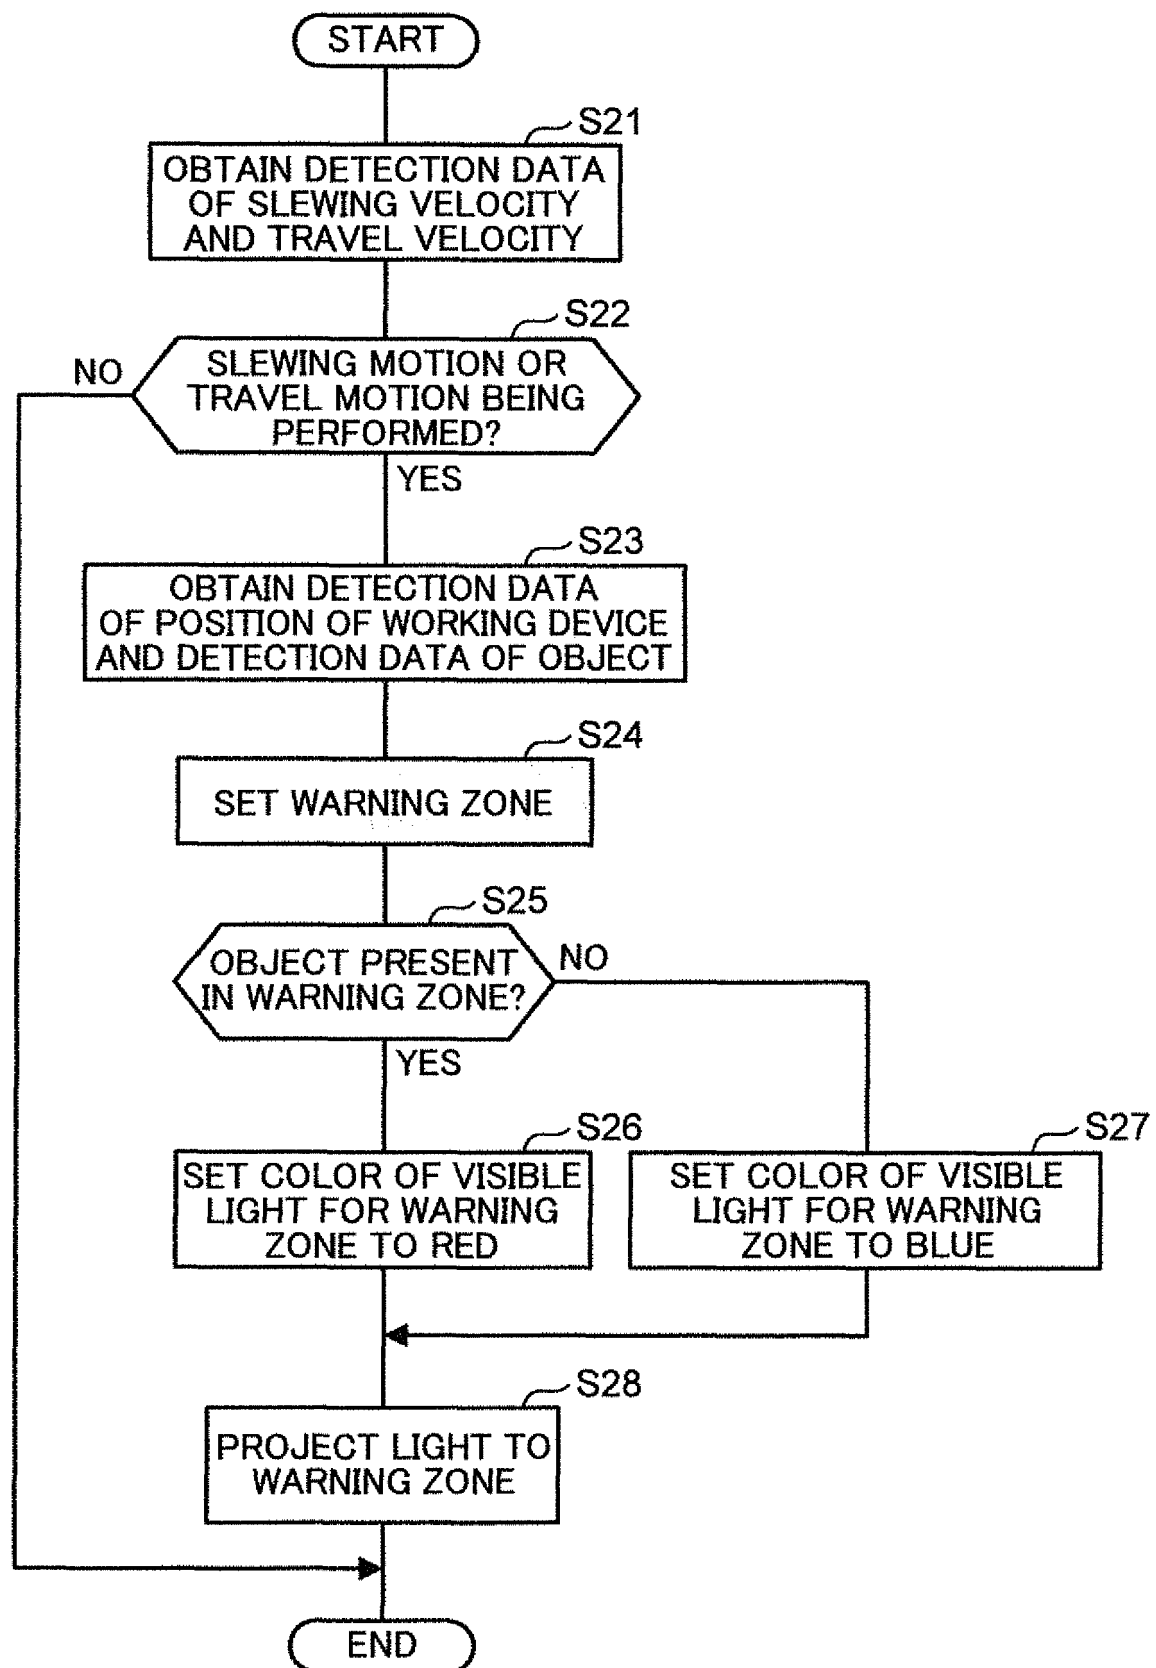 START
S21
OBTAIN DETECTION DATA
OF SLEWING VELOCITY
AND TRAVEL VELOCITY
S22
SLEWING MOTION OR
TRAVEL MOTION BEING
PERFORMED?
NO
YES
S23
OBTAIN DETECTION DATA
OF POSITION OF WORKING DEVICE
AND DETECTION DATA OF OBJECT
S24
SET WARNING ZONE
S25
OBJECT PRESENT
IN WARNING ZONE?
NO
YES
S26
SET COLOR OF VISIBLE
LIGHT FOR WARNING
ZONE TO RED
S27
SET COLOR OF VISIBLE
LIGHT FOR WARNING
ZONE TO BLUE
S28
PROJECT LIGHT TO
WARNING ZONE
END